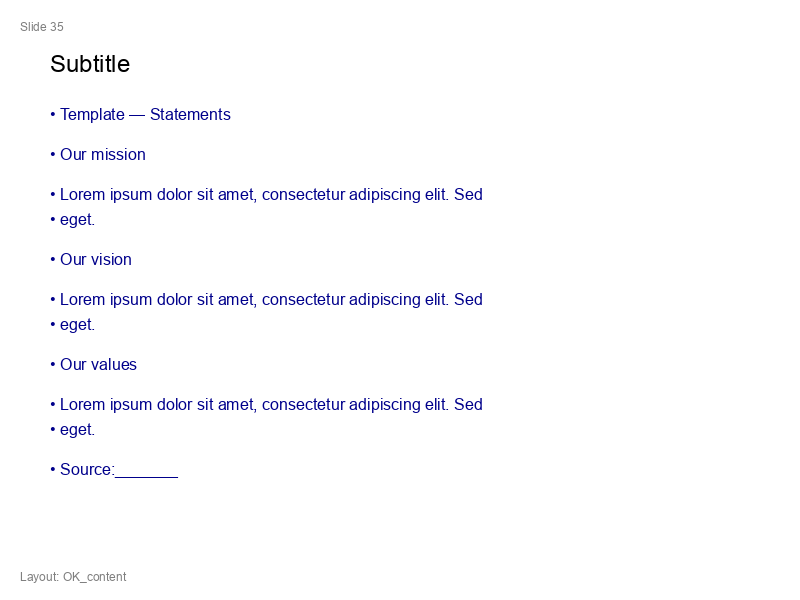 Slide 35
Subtitle
• Template — Statements
• Our mission
• Lorem ipsum dolor sit amet, consectetur adipiscing elit. Sed
• eget.
• Our vision
• Lorem ipsum dolor sit amet, consectetur adipiscing elit. Sed
• eget.
• Our values
• Lorem ipsum dolor sit amet, consectetur adipiscing elit. Sed
• eget.
• Source:_______
Layout: OK_content